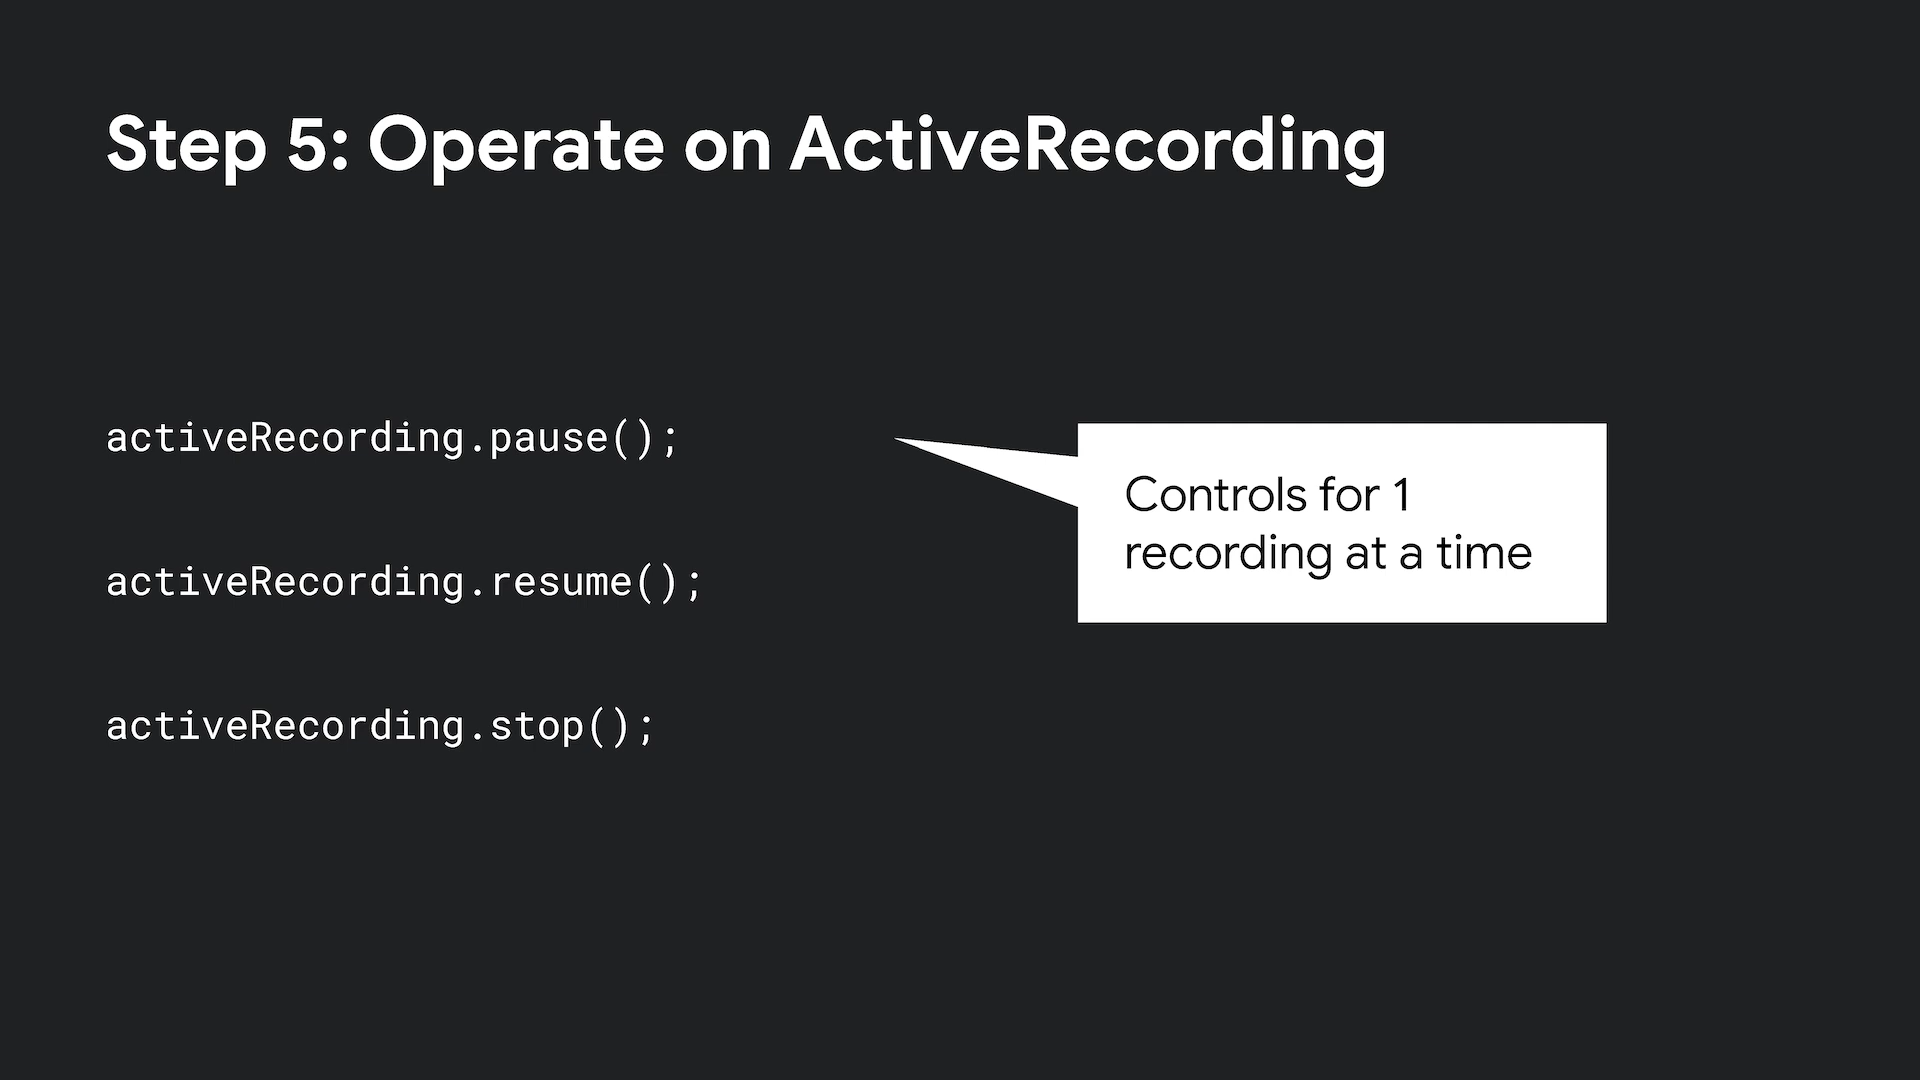 Step 5: Operate on ActiveRecording
activeRecording.pause();
Controls for 1
recording at a time
activeRecording.resume();
activeRecording.stop();